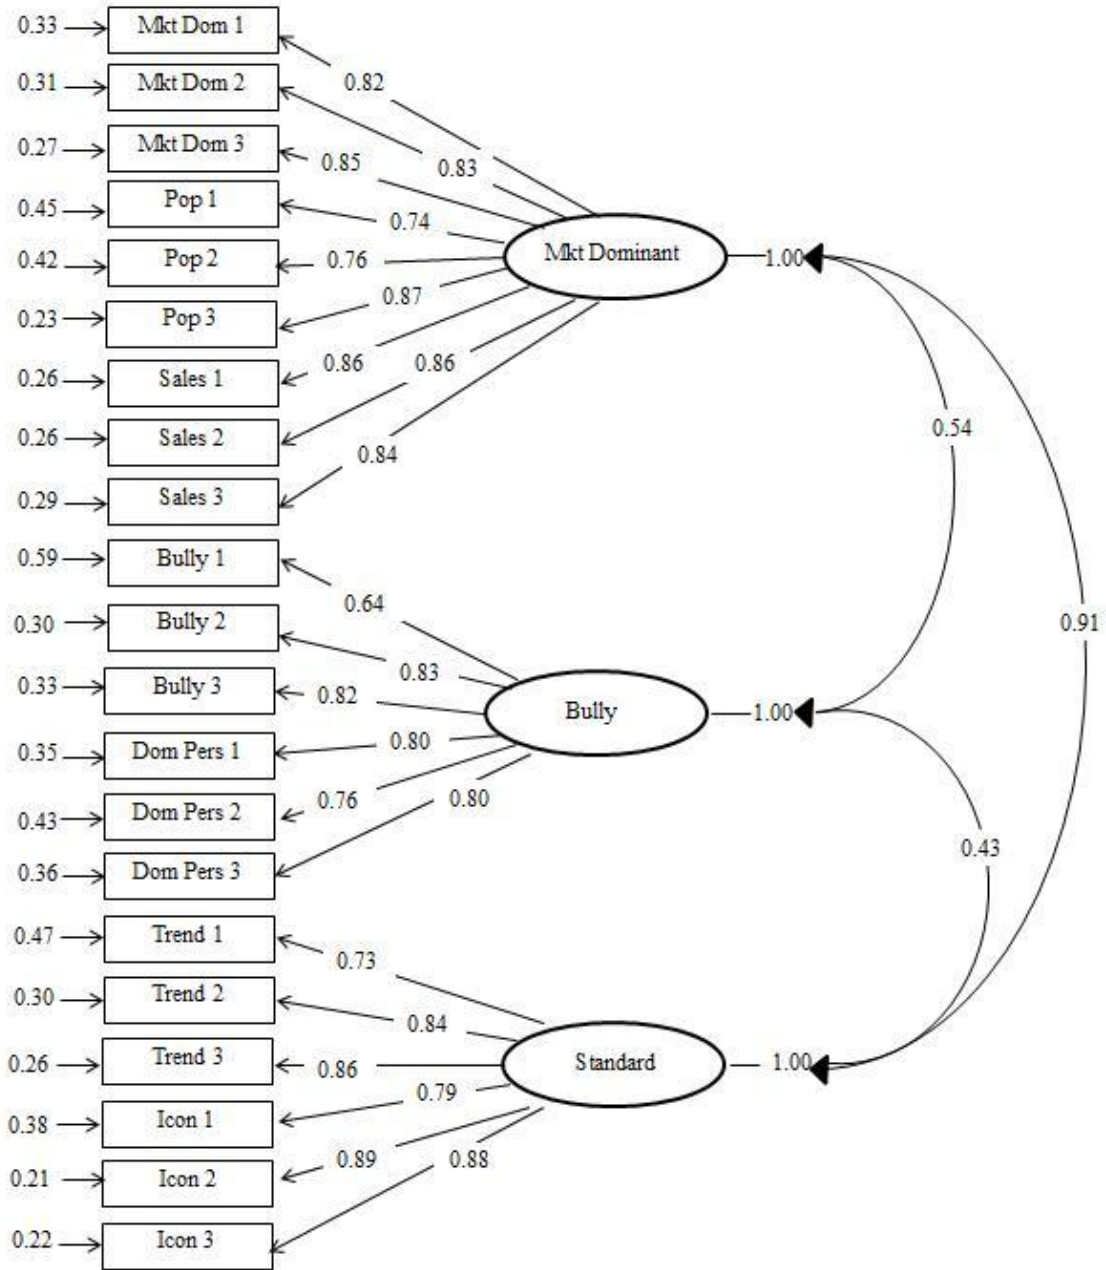 0.33 Mkt Dom 1
0.82
0.31 Mkt Dom 2
0.83
0.27 Mkt Dom 3
0.85
0.45 Pop 1
0.74
0.42 Pop 2
0.76
0.23 Pop 3
0.87
0.26 Sales 1
0.86
0.26 Sales 2
0.86
0.29 Sales 3
0.84
Mkt Dominant
1.00
0.54
0.91
0.59 Bully 1
0.64
0.30 Bully 2
0.83
0.33 Bully 3
0.82
0.35 Dom Pers 1
0.80
0.43 Dom Pers 2
0.76
0.36 Dom Pers 3
0.80
Bully
1.00
0.43
0.47 Trend 1
0.73
0.30 Trend 2
0.84
0.26 Trend 3
0.86
0.38 Icon 1
0.79
0.21 Icon 2
0.89
0.22 Icon 3
0.88
Standard
1.00